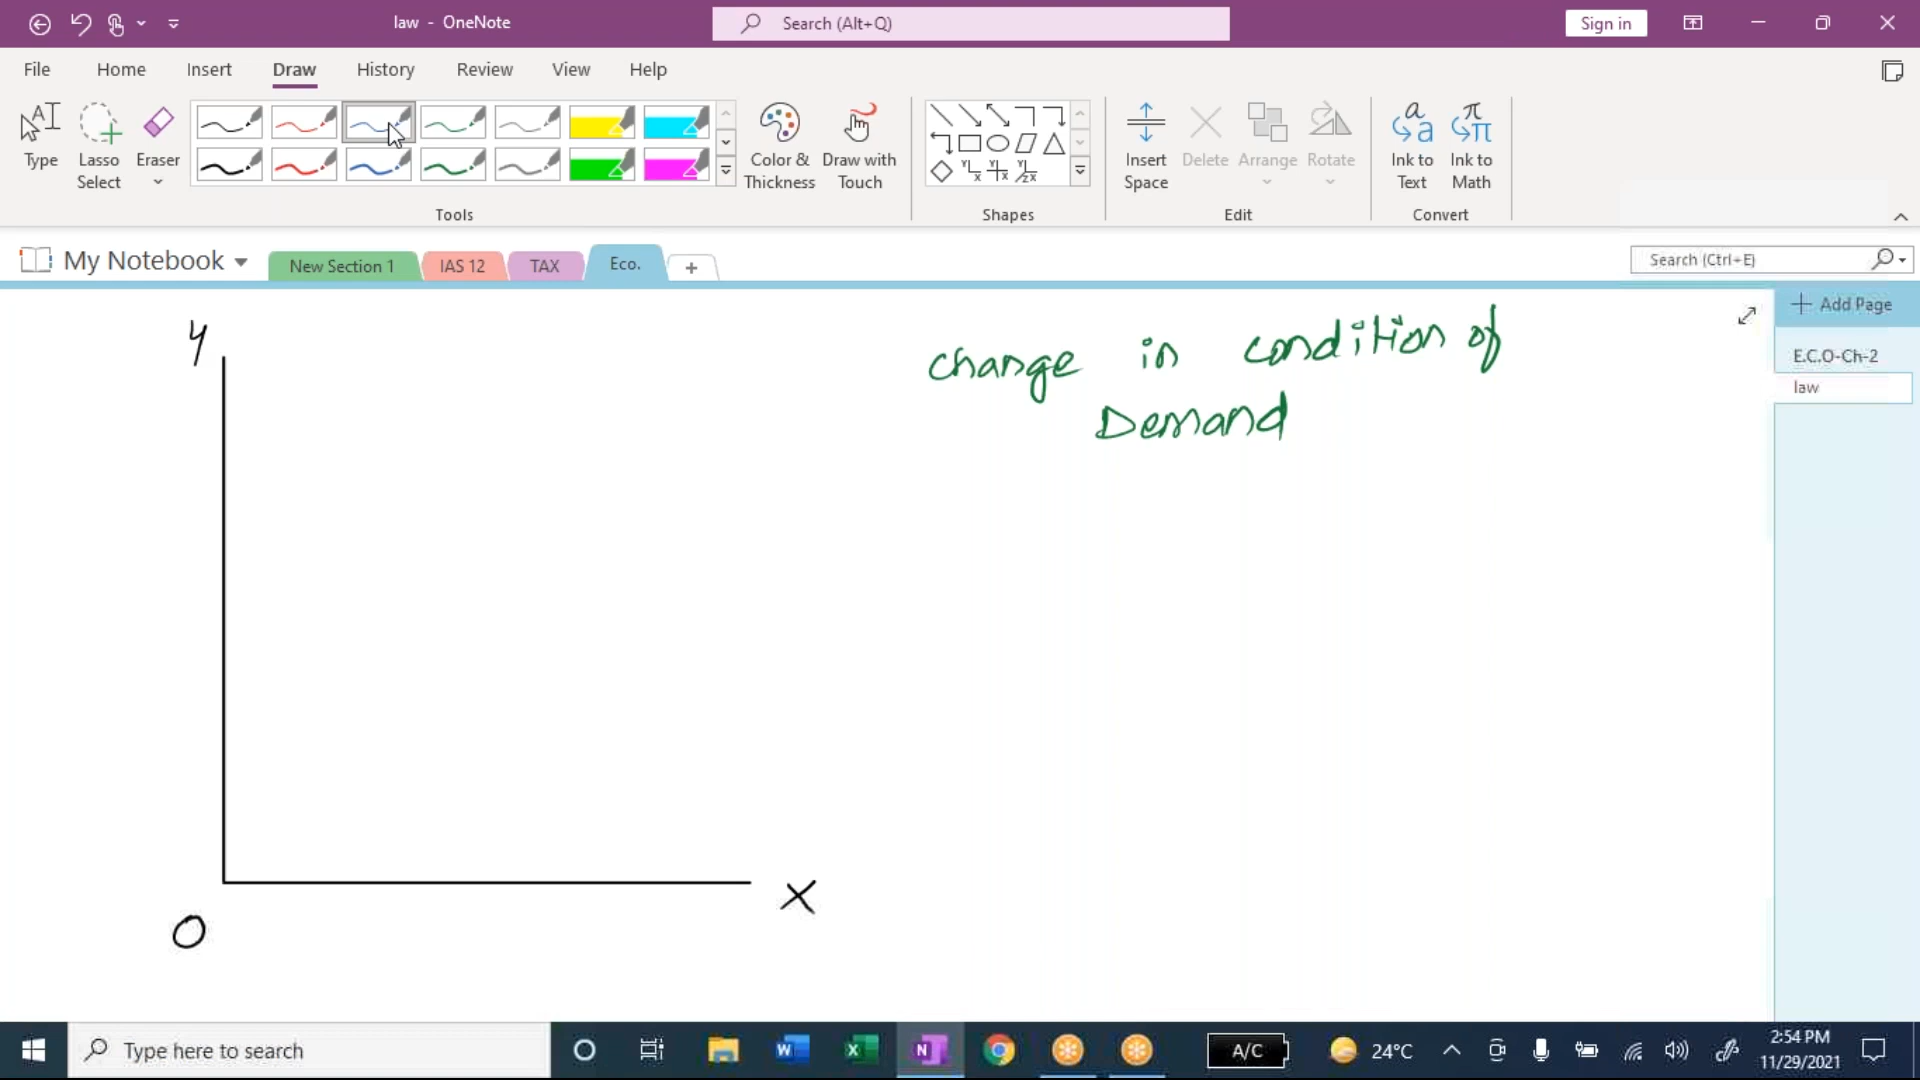 law - OneNote
Search (Alt+Q)
Sign in
File Home Insert Draw History Review View Help
Type
Lasso Select
Eraser
Color & Thickness
Draw with Touch
Insert Space
Delete
Arrange
Rotate
Ink to Text
Ink to Math
Tools
Shapes
Edit
Convert
My Notebook
New Section 1
IAS 12
TAX
Eco.
Search (Ctrl+E)
Add Page
E.C.O-Ch-2
law
y
change in condition of
Demand
X
O
Type here to search
A/C
24°C
2:54 PM
11/29/2021